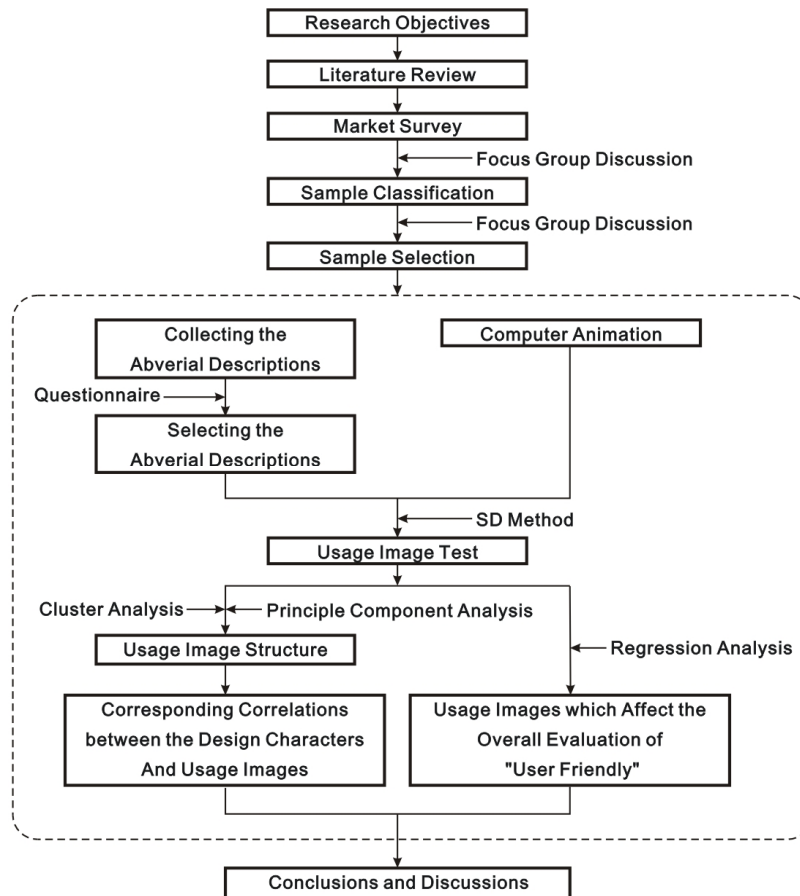 Research Objectives
Literature Review
Market Survey
Focus Group Discussion
Sample Classification
Focus Group Discussion
Sample Selection
Collecting the
Abverial Descriptions
Computer Animation
Questionnaire
Selecting the
Abverial Descriptions
SD Method
Usage Image Test
Cluster Analysis
Principle Component Analysis
Usage Image Structure
Regression Analysis
Corresponding Correlations
between the Design Characters
And Usage Images
Usage Images which Affect the
Overall Evaluation of
"User Friendly"
Conclusions and Discussions